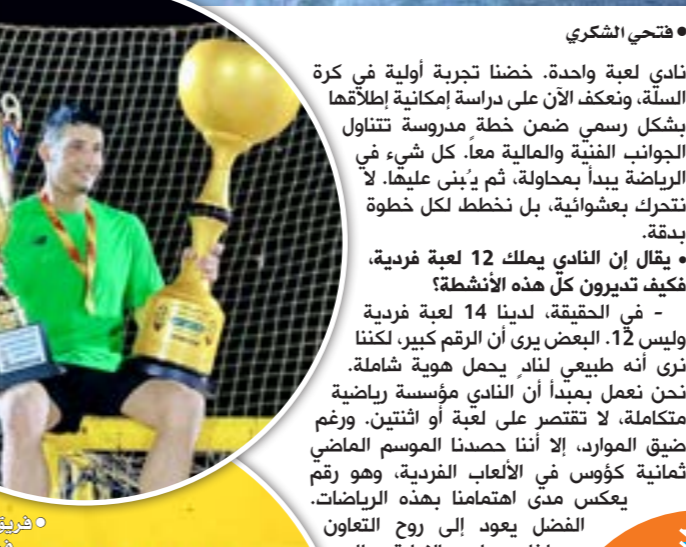 • فتحي الشكري
نادي لعبة واحدة. خضنا تجربة أولية في كرة
السلة، ونعكف الآن على دراسة إمكانية إطلاقها
بشكل رسمي ضمن خطة مدروسة تتناول
الجوانب الفنية والمالية معاً. كل شيء في
الرياضة يبدأ بمحاولة، ثم يُبنى عليها. لا
نتحرك بعشوائية، بل نخطط لكل خطوة
بدقة.
• يقال إن النادي يملك 12 لعبة فردية،
فكيف تديرون كل هذه الأنشطة؟
- في الحقيقة، لدينا 14 لعبة فردية
وليس 12. البعض يرى أن الرقم كبير، لكننا
نرى أنه طبيعي لنادٍ يحمل هوية شاملة.
نحن نعمل بمبدأ أن النادي مؤسسة رياضية
متكاملة، لا تقتصر على لعبة أو اثنتين. ورغم
ضيق الموارد، إلا أننا حصدنا الموسم الماضي
ثمانية كؤوس في الألعاب الفردية، وهو رقم
يعكس مدى اهتمامنا بهذه الرياضات.
الفضل يعود إلى روح التعاون
• فريق